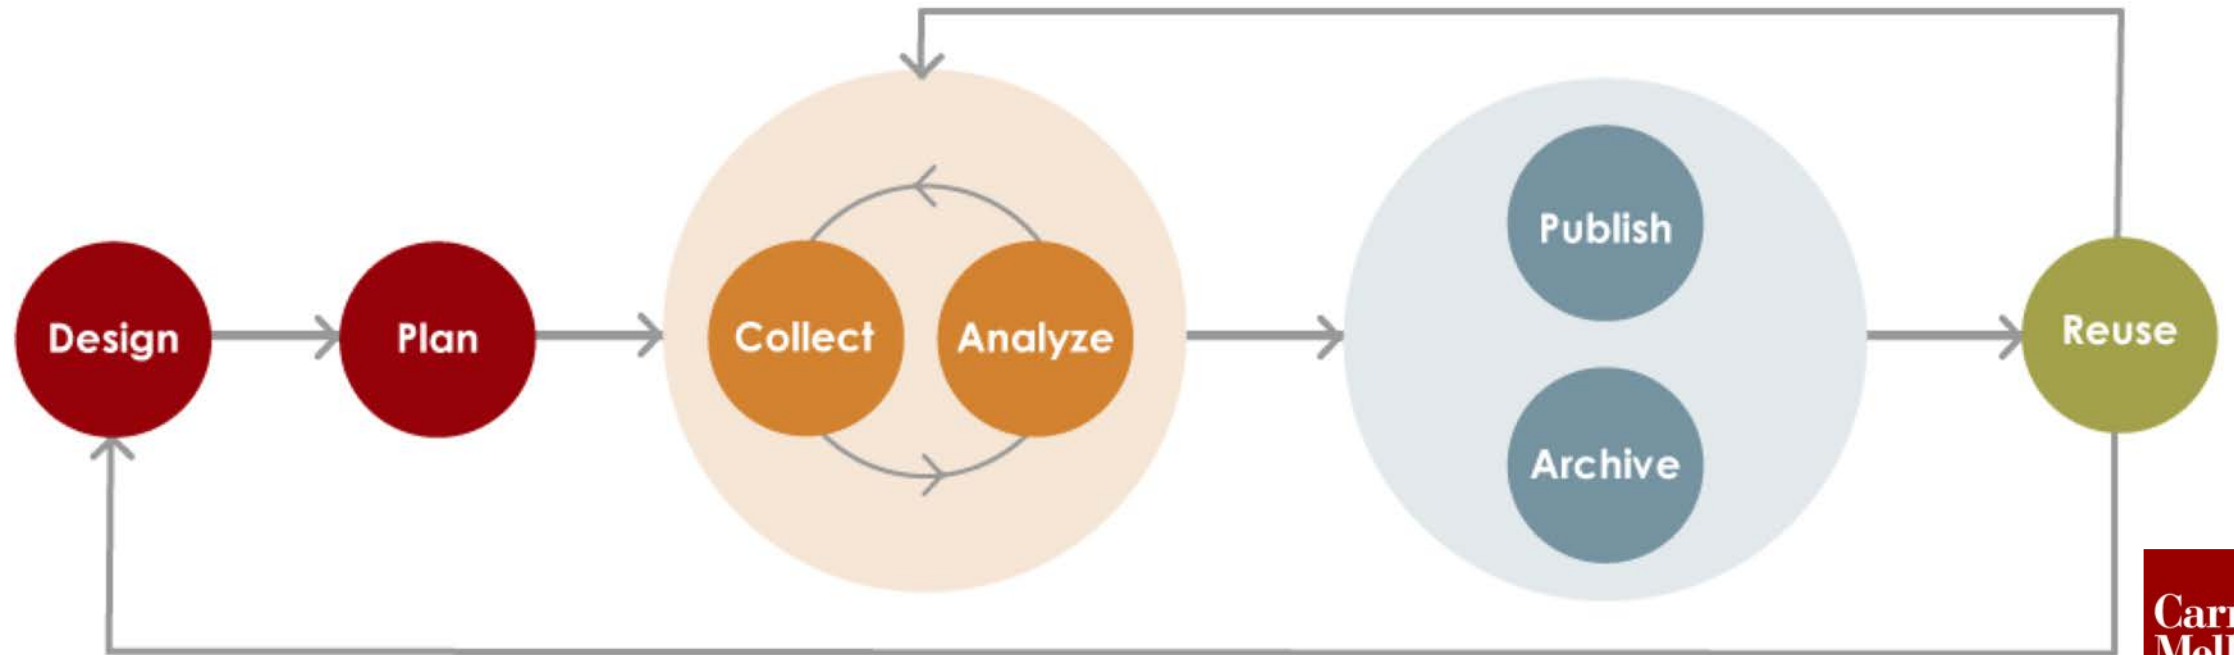 Design
Plan
Collect
Analyze
Publish
Archive
Reuse